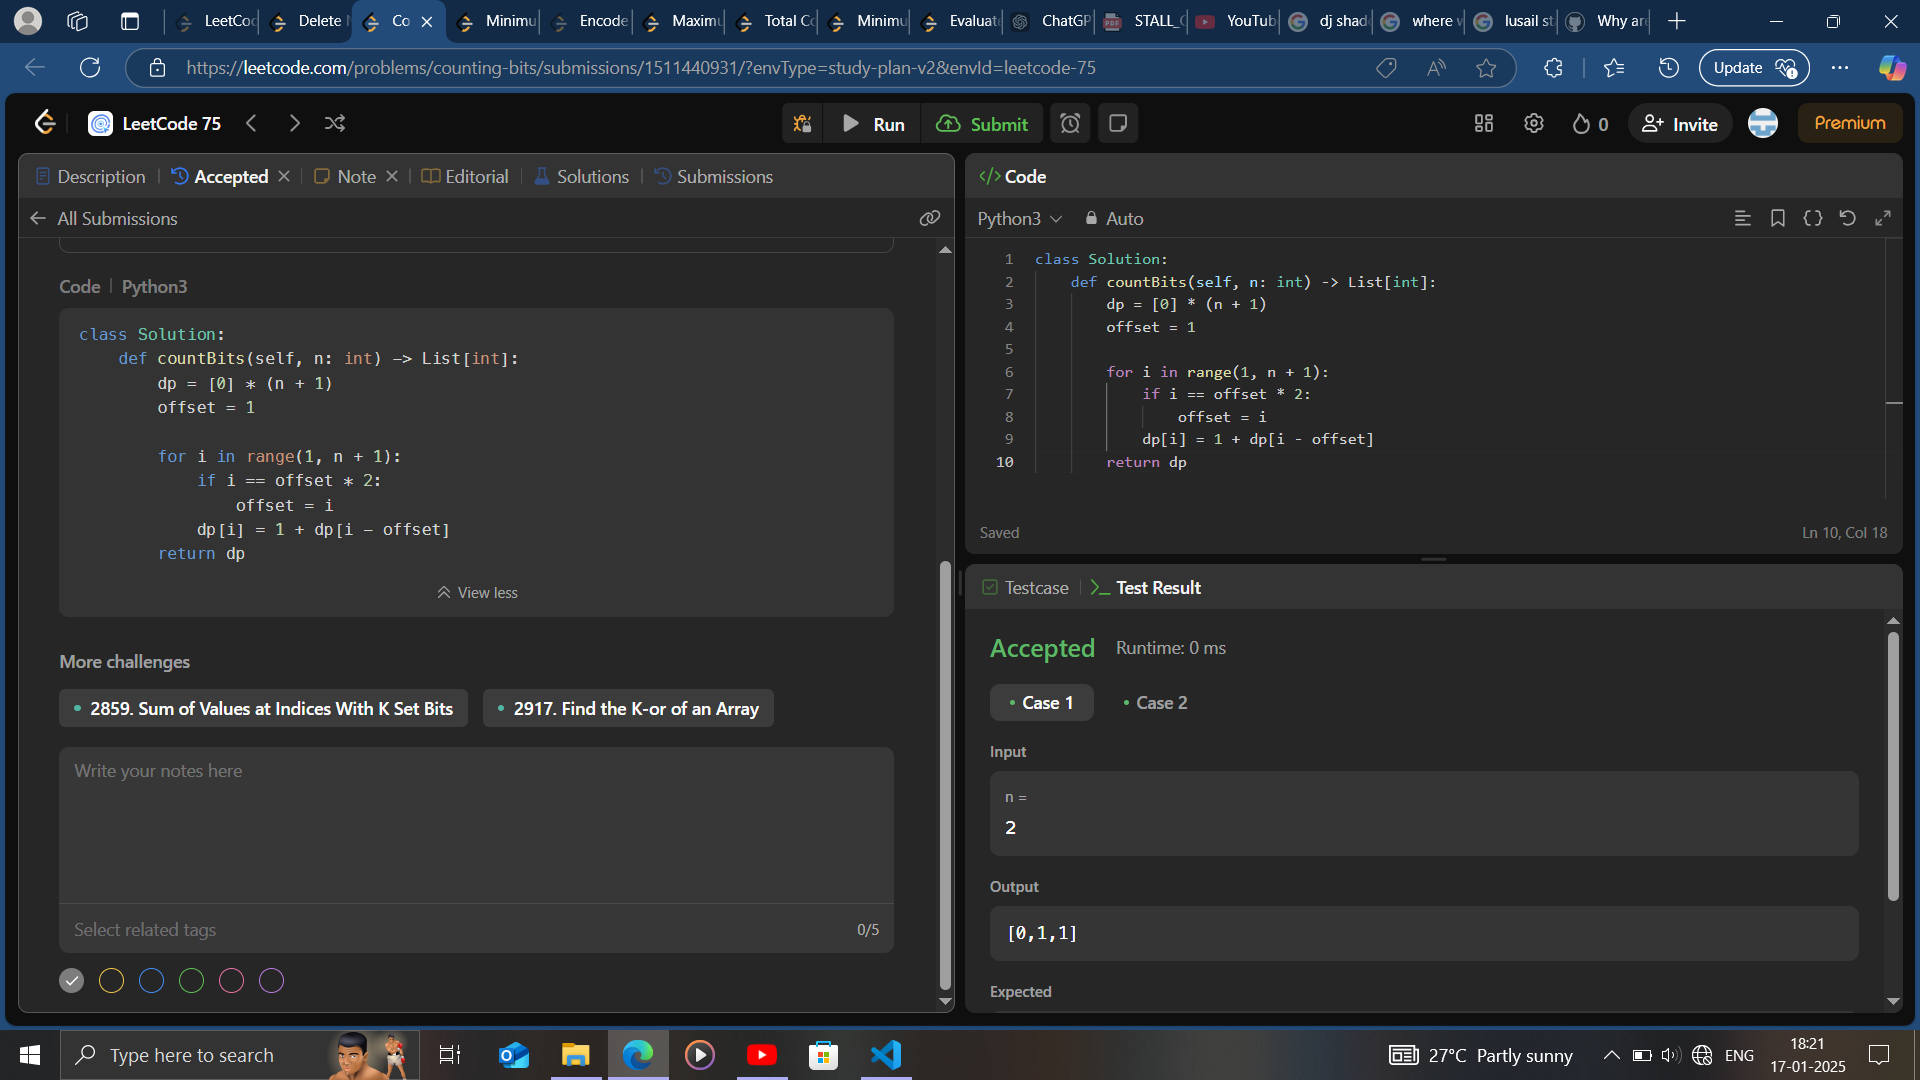 LeetCo
Delete
Co
Minimu
Encode
Maximu
Total Co
Minimu
Evaluat
ChatGP
STALL_
YouTub
dj shad
where w
lusail st
Why are
https://leetcode.com/problems/counting-bits/submissions/1511440931/?envType=study-plan-v2&envId=leetcode-75
Update
LeetCode 75
Run
Submit
0
Invite
Premium
Description
Accepted
Note
Editorial
Solutions
Submissions
All Submissions
Code | Python3
class Solution:
    def countBits(self, n: int) -> List[int]:
        dp = [0] * (n + 1)
        offset = 1
        for i in range(1, n + 1):
            if i == offset * 2:
                offset = i
            dp[i] = 1 + dp[i - offset]
        return dp
View less
More challenges
2859. Sum of Values at Indices With K Set Bits
2917. Find the K-or of an Array
Write your notes here
Select related tags
0/5
</> Code
Python3
Auto
1 class Solution:
2     def countBits(self, n: int) -> List[int]:
3         dp = [0] * (n + 1)
4         offset = 1
5
6         for i in range(1, n + 1):
7             if i == offset * 2:
8                 offset = i
9             dp[i] = 1 + dp[i - offset]
10         return dp
Saved
Ln 10, Col 18
Testcase
Test Result
Accepted
Runtime: 0 ms
Case 1
Case 2
Input
n =
2
Output
[0,1,1]
Expected
Type here to search
27°C Partly sunny
ENG
18:21
17-01-2025